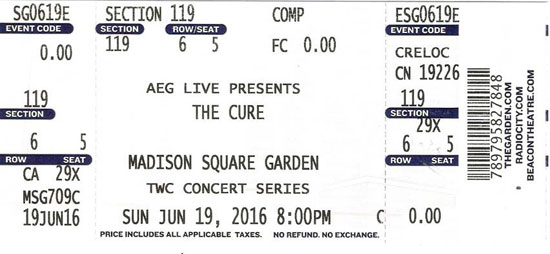 SG0619E
EVENT CODE
0.00
119
SECTION
6 5
ROW SEAT
CA 29X
MSG709C
19JUN16
SECTION 119 COMP
SECTION ROW/SEAT
119 6 5 FC 0.00
AEG LIVE PRESENTS
THE CURE
MADISON SQUARE GARDEN
TWC CONCERT SERIES
SUN JUN 19, 2016 8:00PM C 0.00
PRICE INCLUDES ALL APPLICABLE TAXES. NO REFUND. NO EXCHANGE.
ESG0619E
EVENT CODE
CRELOC
CN 19226
119
SECTION
29X
6 5
ROW SEAT
789795827848
THEGARDEN.COM
RADIOCITY.COM
BEACONTHEATRE.COM